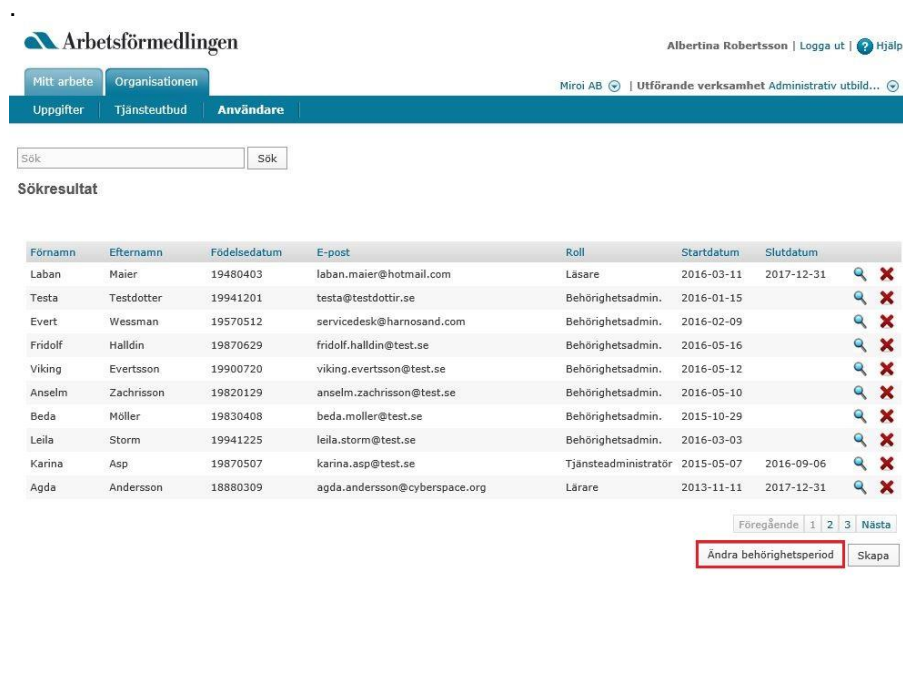 .
Arbetsförmedlingen
Albertina Robertsson | Logga ut | ? Hjälp
Mitt arbete Organisationen
Miroi AB | Utförande verksamhet Administrativ utbild...
Uppgifter Tjänsteutbud Användare
Sök Sök
Sökresultat
Förnamn Efternamn Födelsedatum E-post Roll Startdatum Slutdatum
Laban Maier 19480403 laban.maier@hotmail.com Läsare 2016-03-11 2017-12-31
Testa Testdotter 19941201 testa@testdottir.se Behörighetsadmin. 2016-01-15
Evert Wessman 19570512 servicedesk@harnosand.com Behörighetsadmin. 2016-02-09
Fridolf Halldin 19870629 fridolf.halldin@test.se Behörighetsadmin. 2016-05-16
Viking Evertsson 19900720 viking.evertsson@test.se Behörighetsadmin. 2016-05-12
Anselm Zachrisson 19820129 anselm.zachrisson@test.se Behörighetsadmin. 2016-05-10
Beda Möller 19830408 beda.moller@test.se Behörighetsadmin. 2015-10-29
Leila Storm 19941225 leila.storm@test.se Behörighetsadmin. 2016-03-03
Karina Asp 19870507 karina.asp@test.se Tjänsteadministratör 2015-05-07 2016-09-06
Agda Andersson 18880309 agda.andersson@cyberspace.org Lärare 2013-11-11 2017-12-31
Föregående 1 2 3 Nästa
Ändra behörighetsperiod Skapa